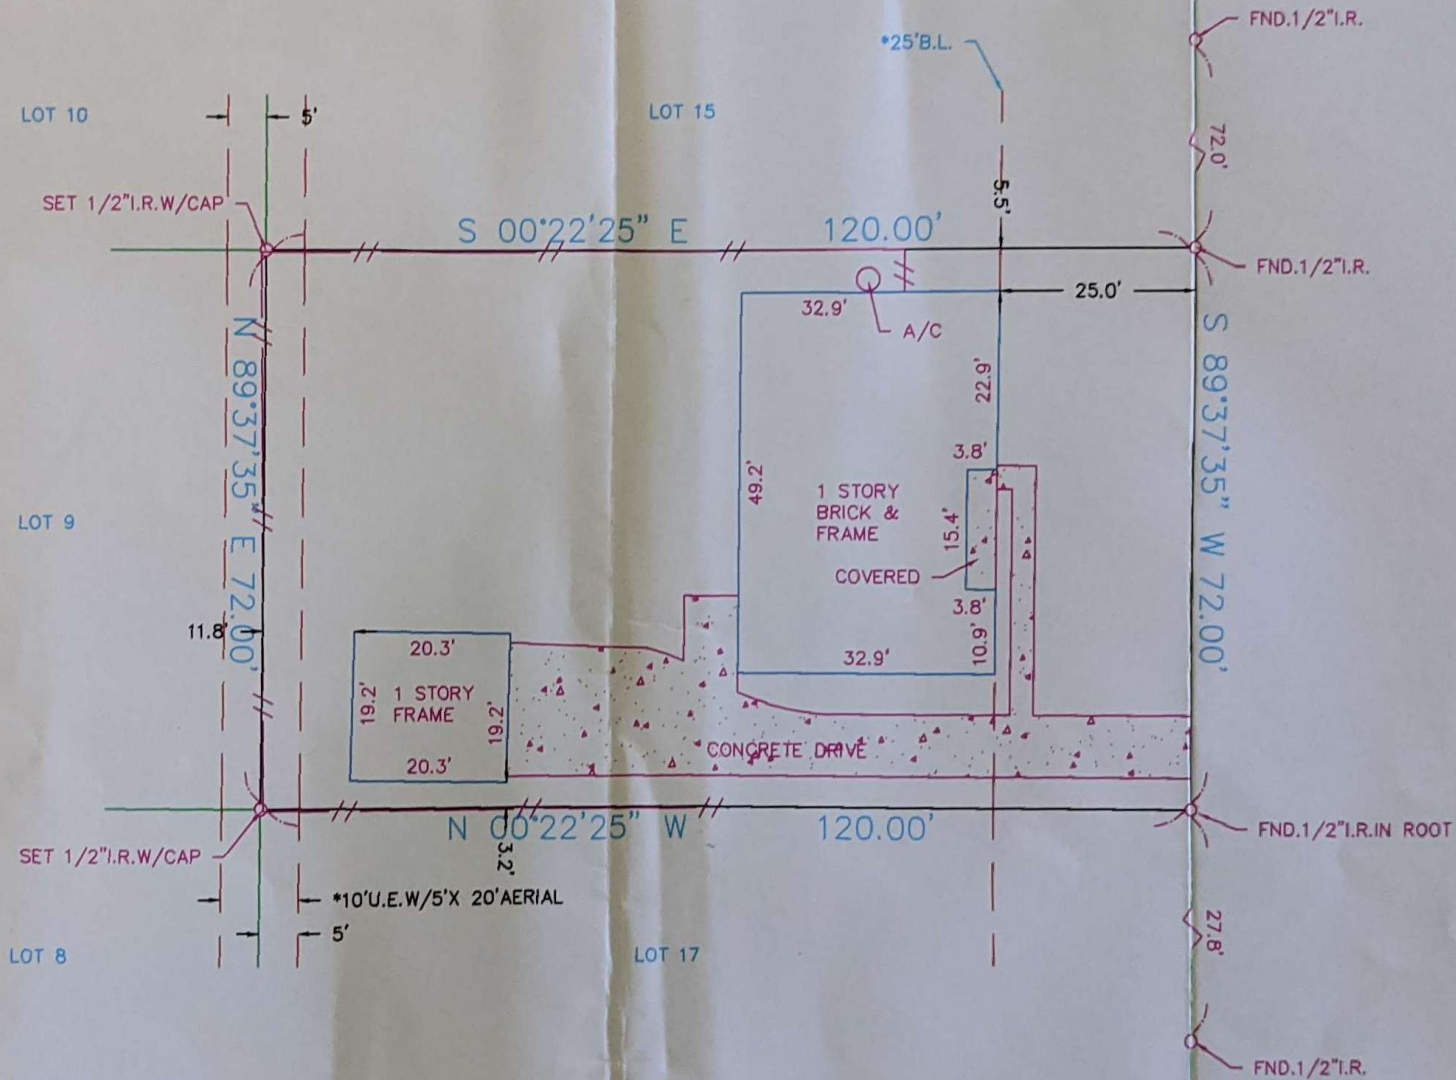 FND.1/2"I.R.
*25'B.L.
LOT 10
5'
LOT 15
72.0'
SET 1/2"I.R.W/CAP
5.5'
S 00°22'25" E 120.00'
FND.1/2"I.R.
25.0'
32.9'
A/C
N 89°37'35" E 72.00'
S 89°37'35" W 72.00'
22.9'
3.8'
49.2'
1 STORY
BRICK &
FRAME
15.4'
LOT 9
COVERED
3.8'
11.8'
10.9'
20.3'
32.9'
19.2'
1 STORY
FRAME
19.2'
20.3'
CONCRETE DRIVE
N 00°22'25" W 120.00'
FND.1/2"I.R.IN ROOT
SET 1/2"I.R.W/CAP
3.2'
*10'U.E.W/5'X 20'AERIAL
5'
27.8'
LOT 8
LOT 17
FND.1/2"I.R.